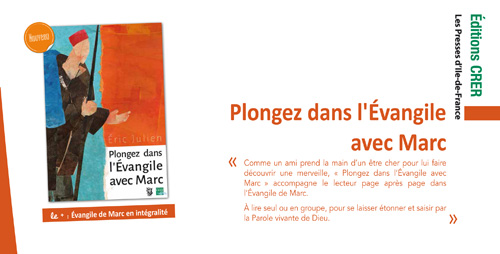 Nouveau
Éric Julien
Plongez dans
l'Évangile
avec Marc
le + : Évangile de Marc en intégralité
Éditions CRER
Les Presses d'Ile-de-France
Plongez dans l'Évangile
avec Marc
« Comme un ami prend la main d'un être cher pour lui faire
découvrir une merveille, « Plongez dans l'Évangile avec
Marc » accompagne le lecteur page après page dans
l'Évangile de Marc.
À lire seul ou en groupe, pour se laisser étonner et saisir par
la Parole vivante de Dieu. »